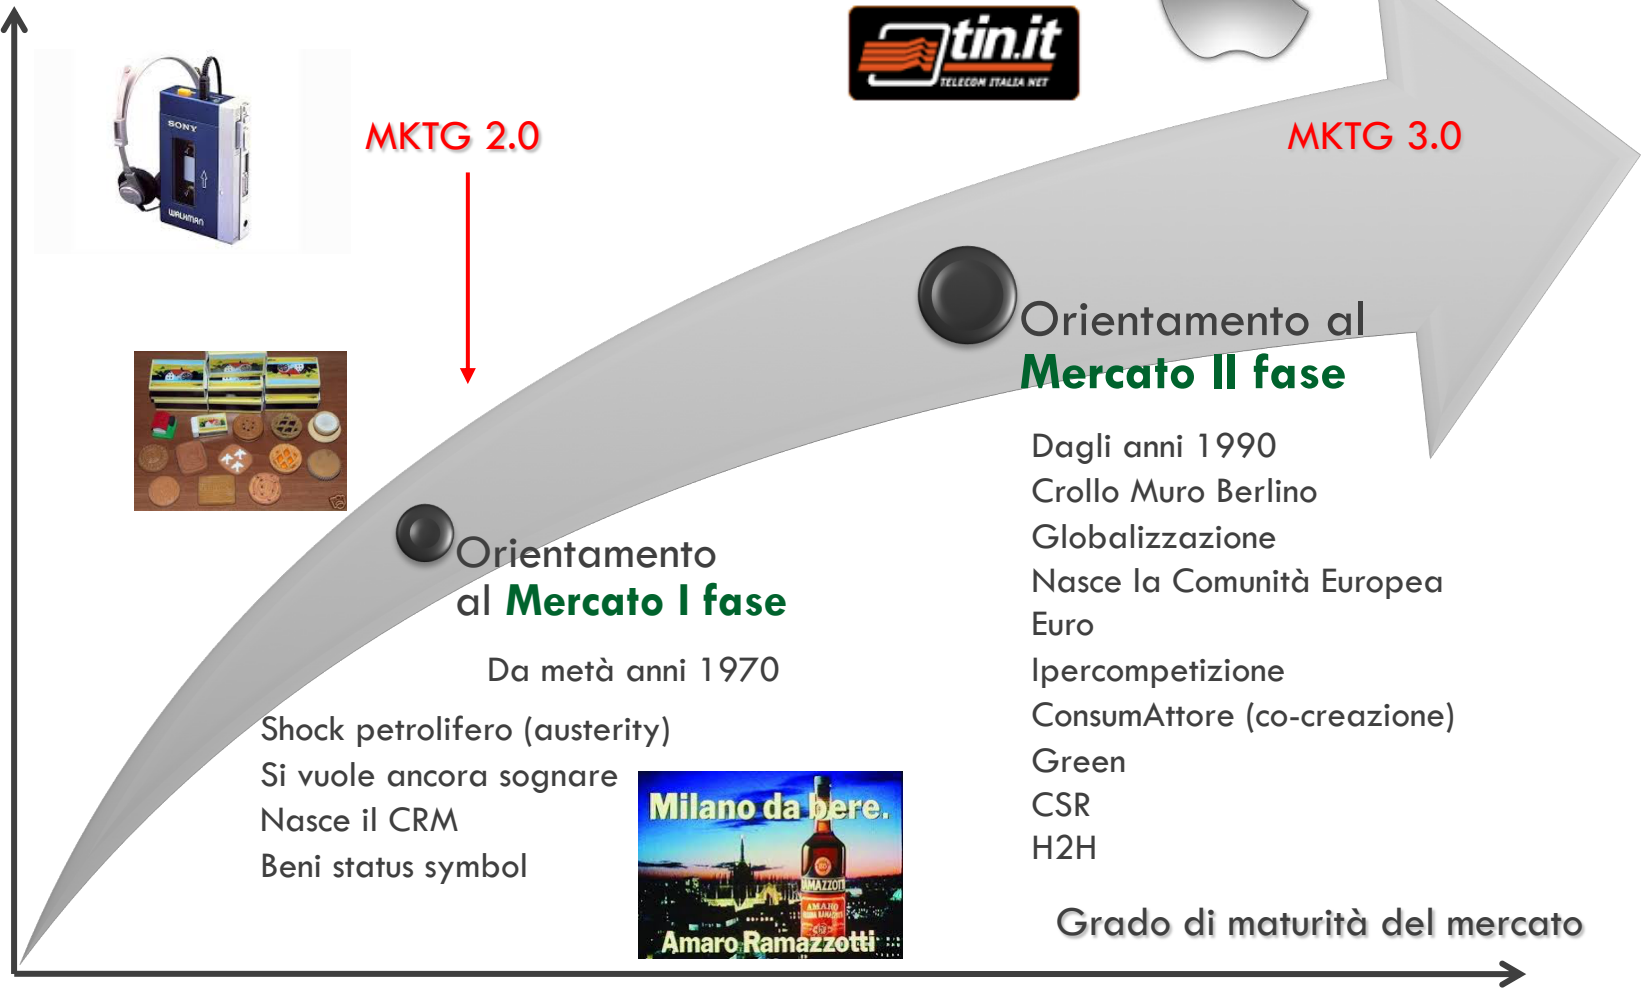 tin.it
TELECOM ITALIA NET
SONY
WALKMAN
MKTG 2.0
MKTG 3.0
Orientamento al
Mercato II fase
Dagli anni 1990
Crollo Muro Berlino
Globalizzazione
Nasce la Comunità Europea
Euro
Ipercompetizione
ConsumAttore (co-creazione)
Green
CSR
H2H
Orientamento
al Mercato I fase
Da metà anni 1970
Shock petrolifero (austerity)
Si vuole ancora sognare
Nasce il CRM
Beni status symbol
Milano da bere.
RAMAZZOTTI
AMARO
Amaro Ramazzotti
Grado di maturità del mercato